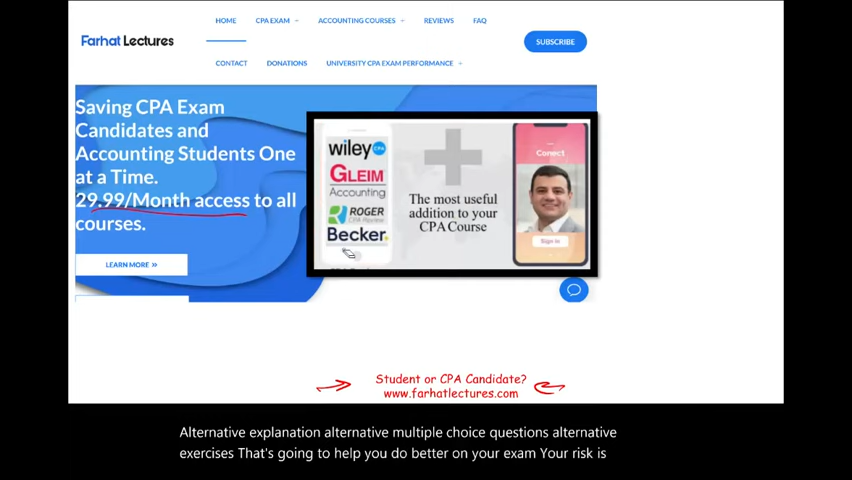 HOME
CPA EXAM
ACCOUNTING COURSES
REVIEWS
FAQ
Farhat Lectures
SUBSCRIBE
CONTACT
DONATIONS
UNIVERSITY CPA EXAM PERFORMANCE
Saving CPA Exam
Candidates and
Accounting Students One
at a Time.
29.99/Month access to all
courses.
LEARN MORE »
wiley CPA
GLEIM
Accounting
ROGER
CPA Review
Becker
The most useful
addition to your
CPA Course
Conect
Sign in
Student or CPA Candidate?
www.farhatlectures.com
Alternative explanation alternative multiple choice questions alternative
exercises That's going to help you do better on your exam Your risk is